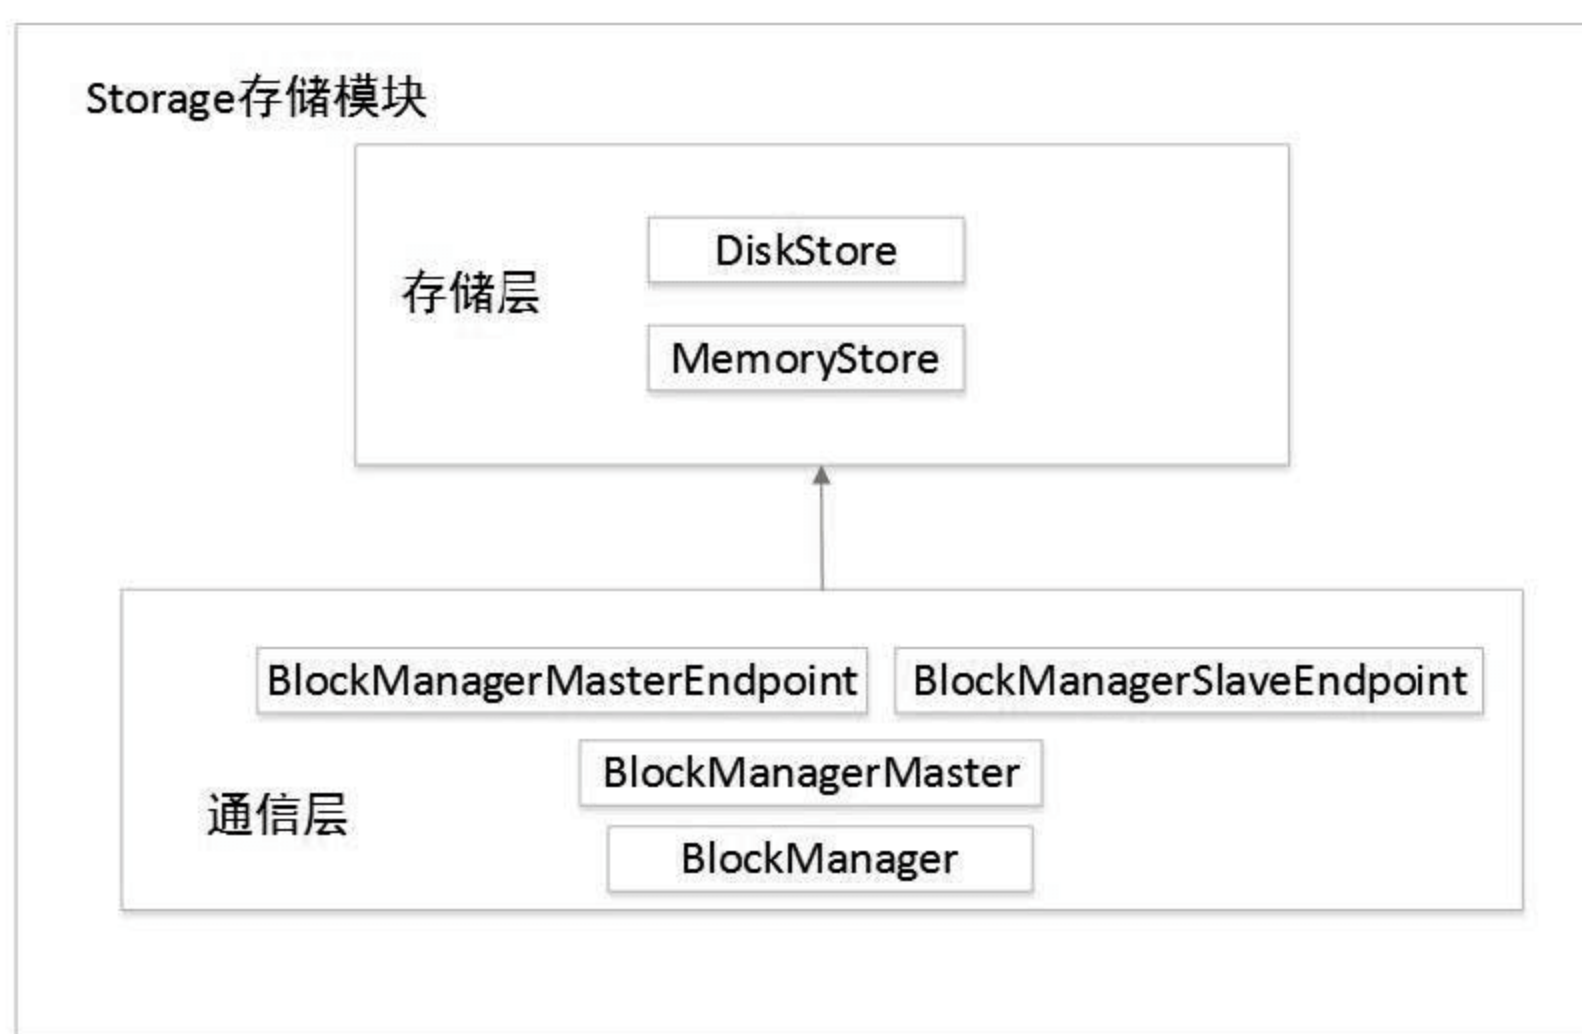 Storage存储模块
DiskStore
存储层
MemoryStore
BlockManagerMasterEndpoint
BlockManagerSlaveEndpoint
BlockManagerMaster
通信层
BlockManager